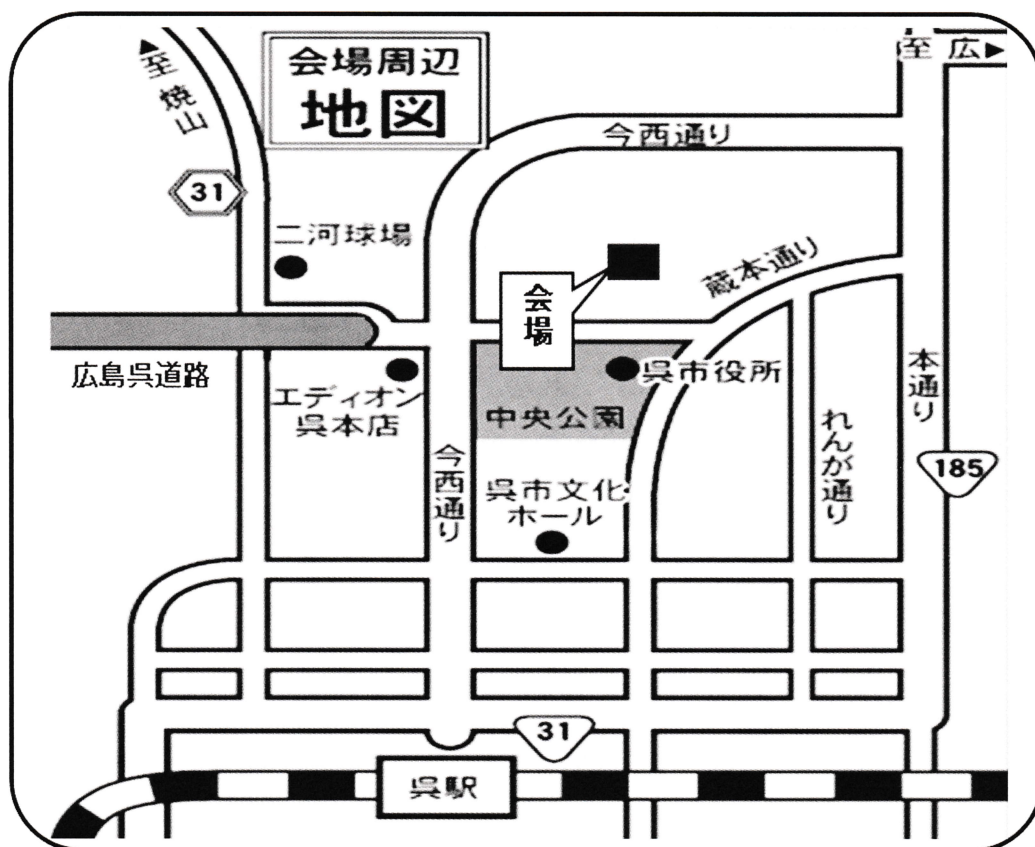 会場周辺
地図
▲至 焼山
至 広▶
今西通り
31
二河球場
蔵本通り
会場
広島呉道路
エディオン
呉本店
呉市役所
中央公園
本通り
れんが通り
今西通り
185
呉市文化
ホール
31
呉駅